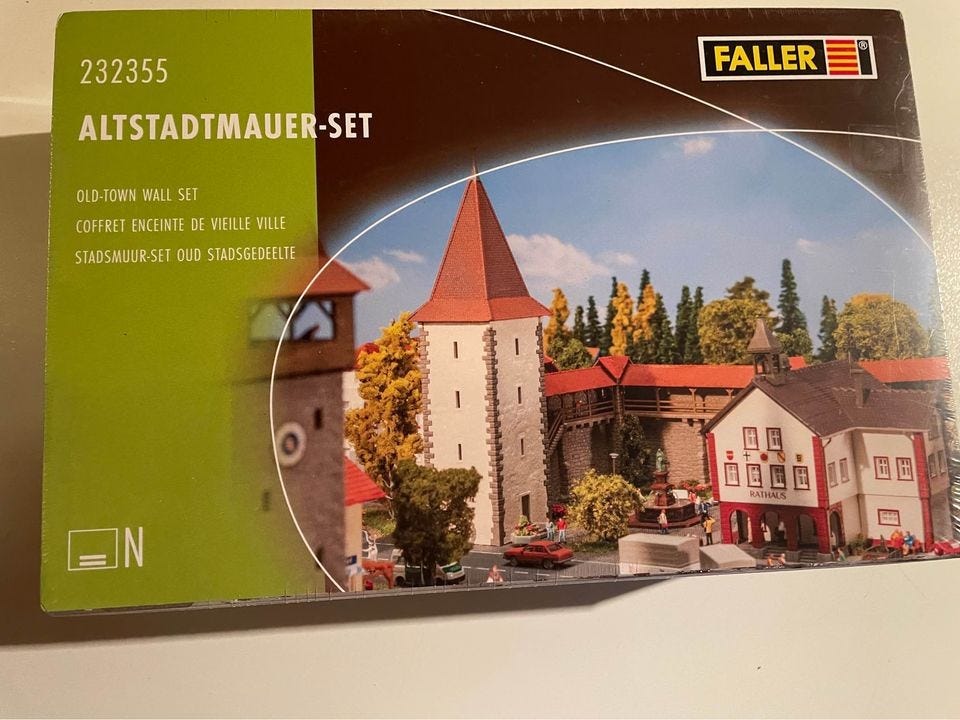 232355
ALTSTADTMAUER-SET
OLD-TOWN WALL SET
COFFRET ENCEINTE DE VIEILLE VILLE
STADSMUUR-SET OUD STADSGEDEELTE
FALLER®
RATHAUS
N